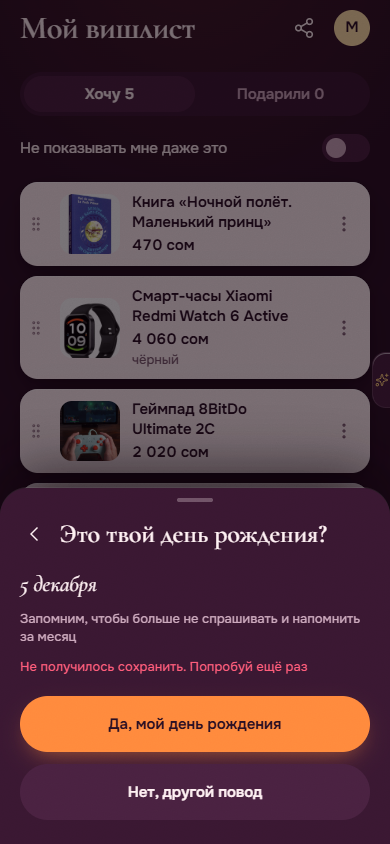 Мой вишлист
M
Хочу 5
Подарили 0
Не показывать мне даже это
Книга «Ночной полёт.
Маленький принц»
470 сом
Смарт-часы Xiaomi
Redmi Watch 6 Active
4 060 сом
чёрный
10
09
Геймпад 8BitDo
Ultimate 2C
2 020 сом
Это твой день рождения?
5 декабря
Запомним, чтобы больше не спрашивать и напомнить
за месяц
Не получилось сохранить. Попробуй ещё раз
Да, мой день рождения
Нет, другой повод